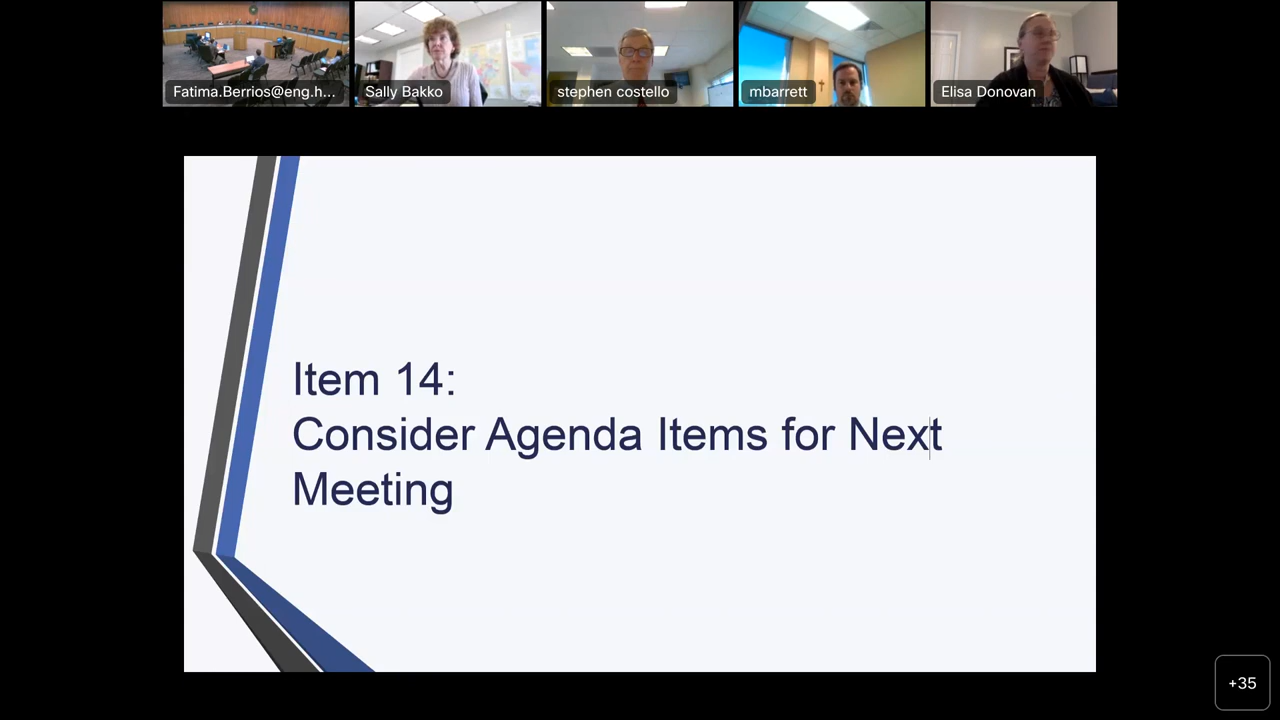 Fatima.Berrios@eng.h...
Sally Bakko
stephen costello
mbarrett
Elisa Donovan
Item 14:
Consider Agenda Items for Next
Meeting
+35